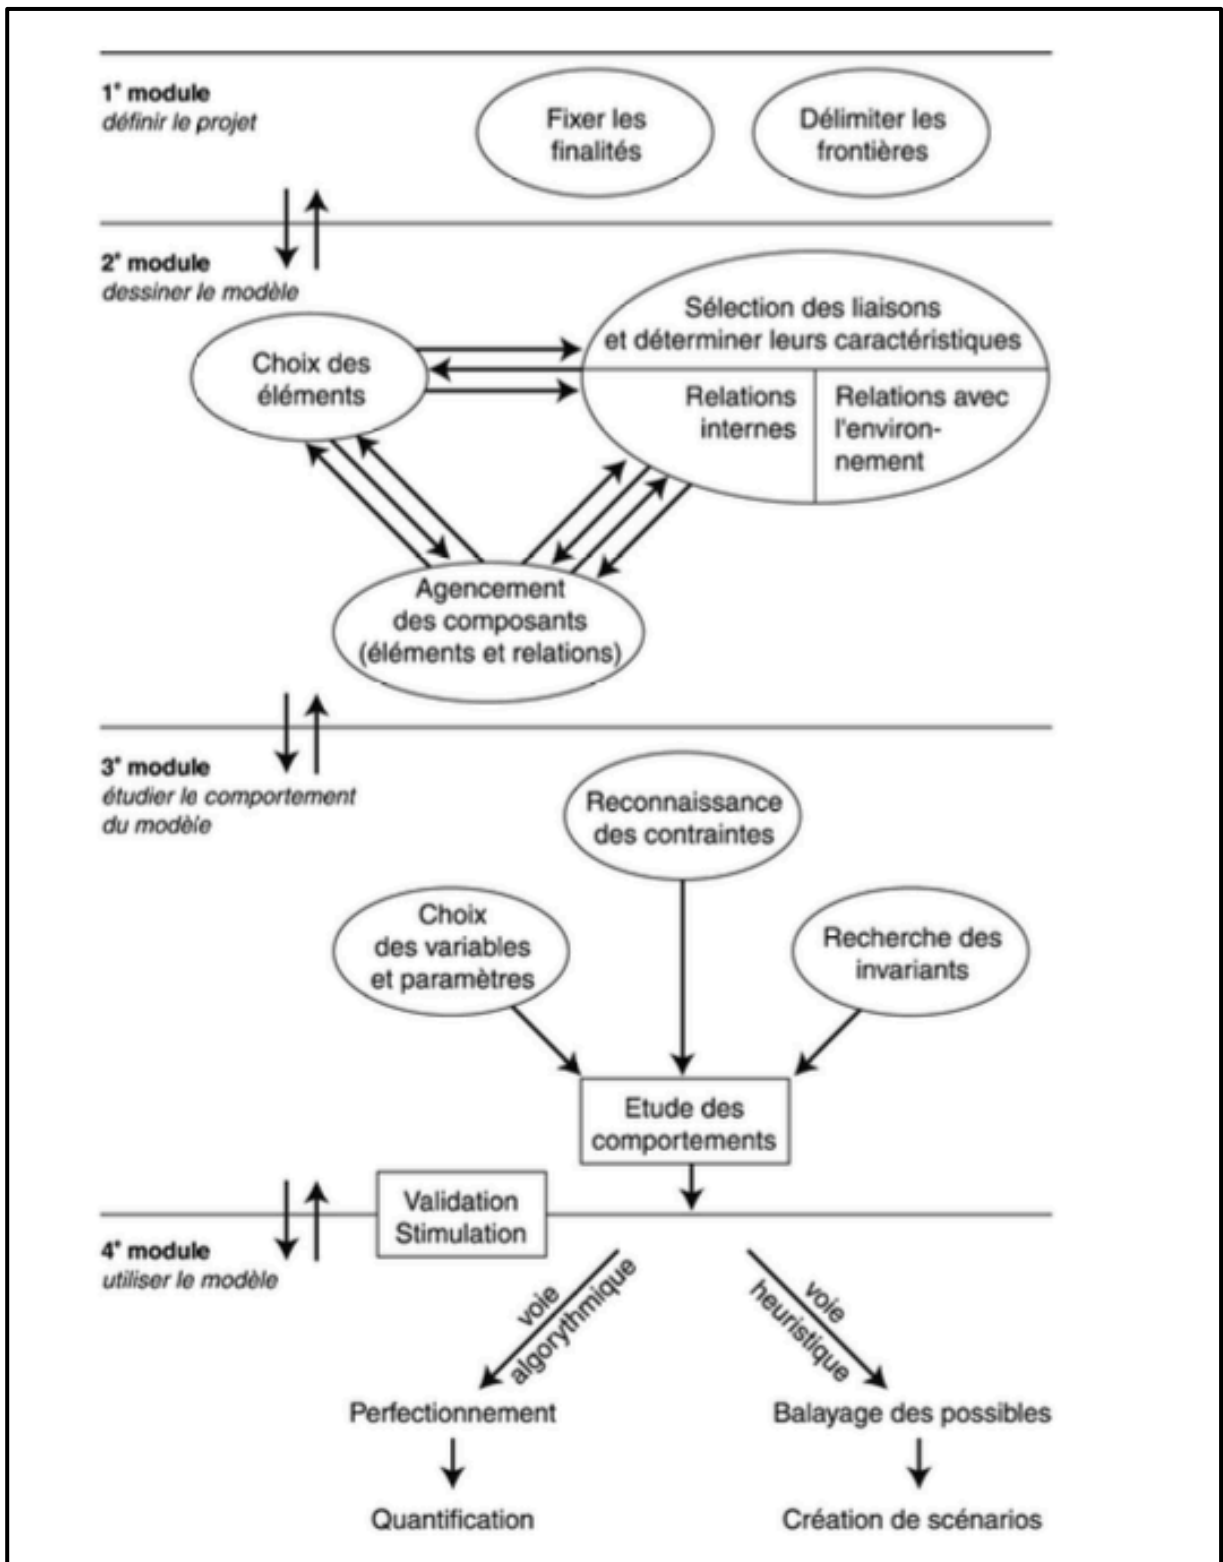 1ᵉ module
définir le projet
Fixer les
finalités
Délimiter les
frontières
2ᵉ module
dessiner le modèle
Choix des
éléments
Sélection des liaisons
et déterminer leurs caractéristiques
Relations
internes
Relations avec
l'environ-
nement
Agencement
des composants
(éléments et relations)
3ᵉ module
étudier le comportement
du modèle
Reconnaissance
des contraintes
Choix
des variables
et paramètres
Recherche des
invariants
Etude des
comportements
Validation
Stimulation
4ᵉ module
utiliser le modèle
voie
algorythmique
voie
heuristique
Perfectionnement
Balayage des possibles
Quantification
Création de scénarios